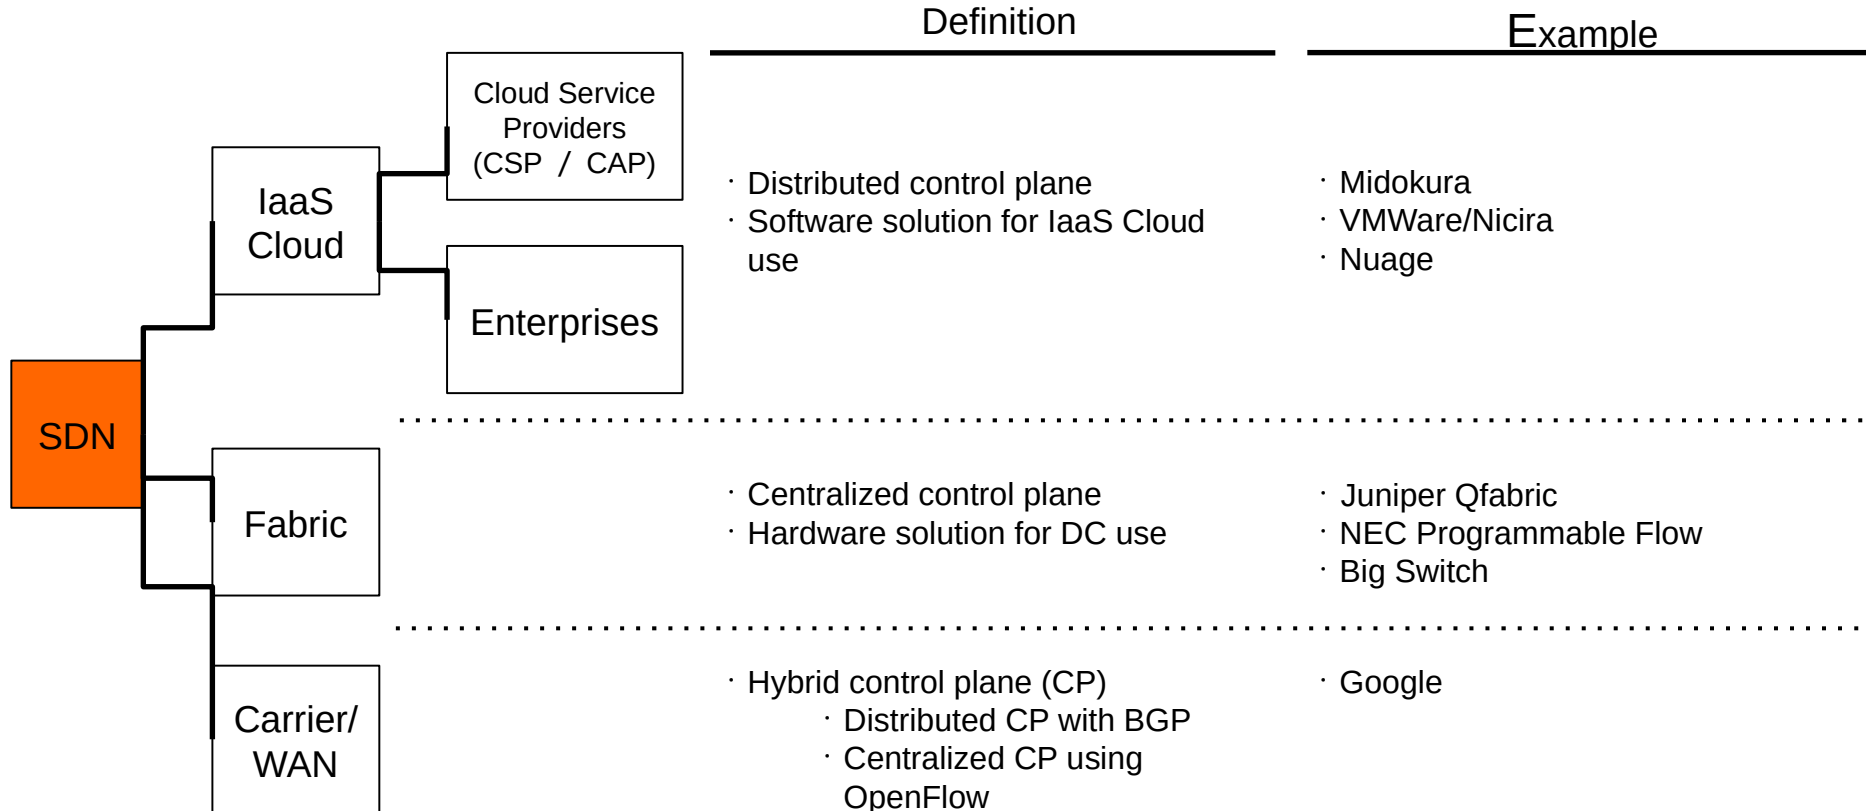 Definition
Example
Cloud Service
Providers
(CSP / CAP)
IaaS
Cloud
Enterprises
· Distributed control plane
· Software solution for IaaS Cloud
use
· Midokura
· VMWare/Nicira
· Nuage
SDN
Fabric
· Centralized control plane
· Hardware solution for DC use
· Juniper Qfabric
· NEC Programmable Flow
· Big Switch
Carrier/
WAN
· Hybrid control plane (CP)
· Distributed CP with BGP
· Centralized CP using
OpenFlow
· Google